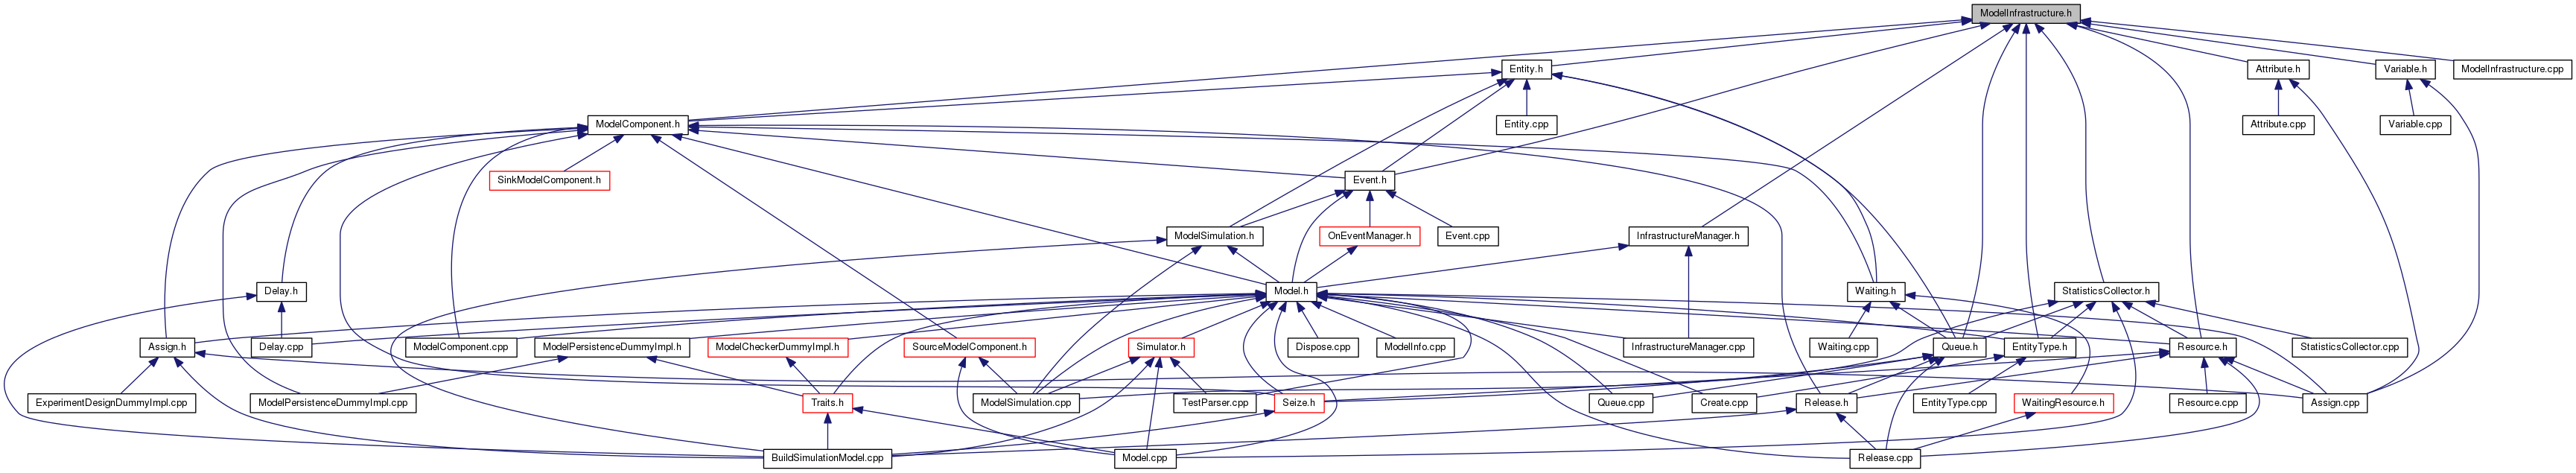 ModelInfrastructure.h
Entity.h
Attribute.h
Variable.h
ModelInfrastructure.cpp
ModelComponent.h
Entity.cpp
Attribute.cpp
Variable.cpp
SinkModelComponent.h
Event.h
ModelSimulation.h
OnEventManager.h
Event.cpp
InfrastructureManager.h
Delay.h
Model.h
Waiting.h
StatisticsCollector.h
Assign.h
Delay.cpp
ModelComponent.cpp
ModelPersistenceDummyImpl.h
ModelCheckerDummyImpl.h
SourceModelComponent.h
Simulator.h
Dispose.cpp
ModelInfo.cpp
InfrastructureManager.cpp
Waiting.cpp
Queue.h
EntityType.h
Resource.h
StatisticsCollector.cpp
ExperimentDesignDummyImpl.cpp
ModelPersistenceDummyImpl.cpp
Traits.h
ModelSimulation.cpp
TestParser.cpp
Seize.h
Queue.cpp
Create.cpp
Release.h
EntityType.cpp
WaitingResource.h
Resource.cpp
Assign.cpp
BuildSimulationModel.cpp
Model.cpp
Release.cpp